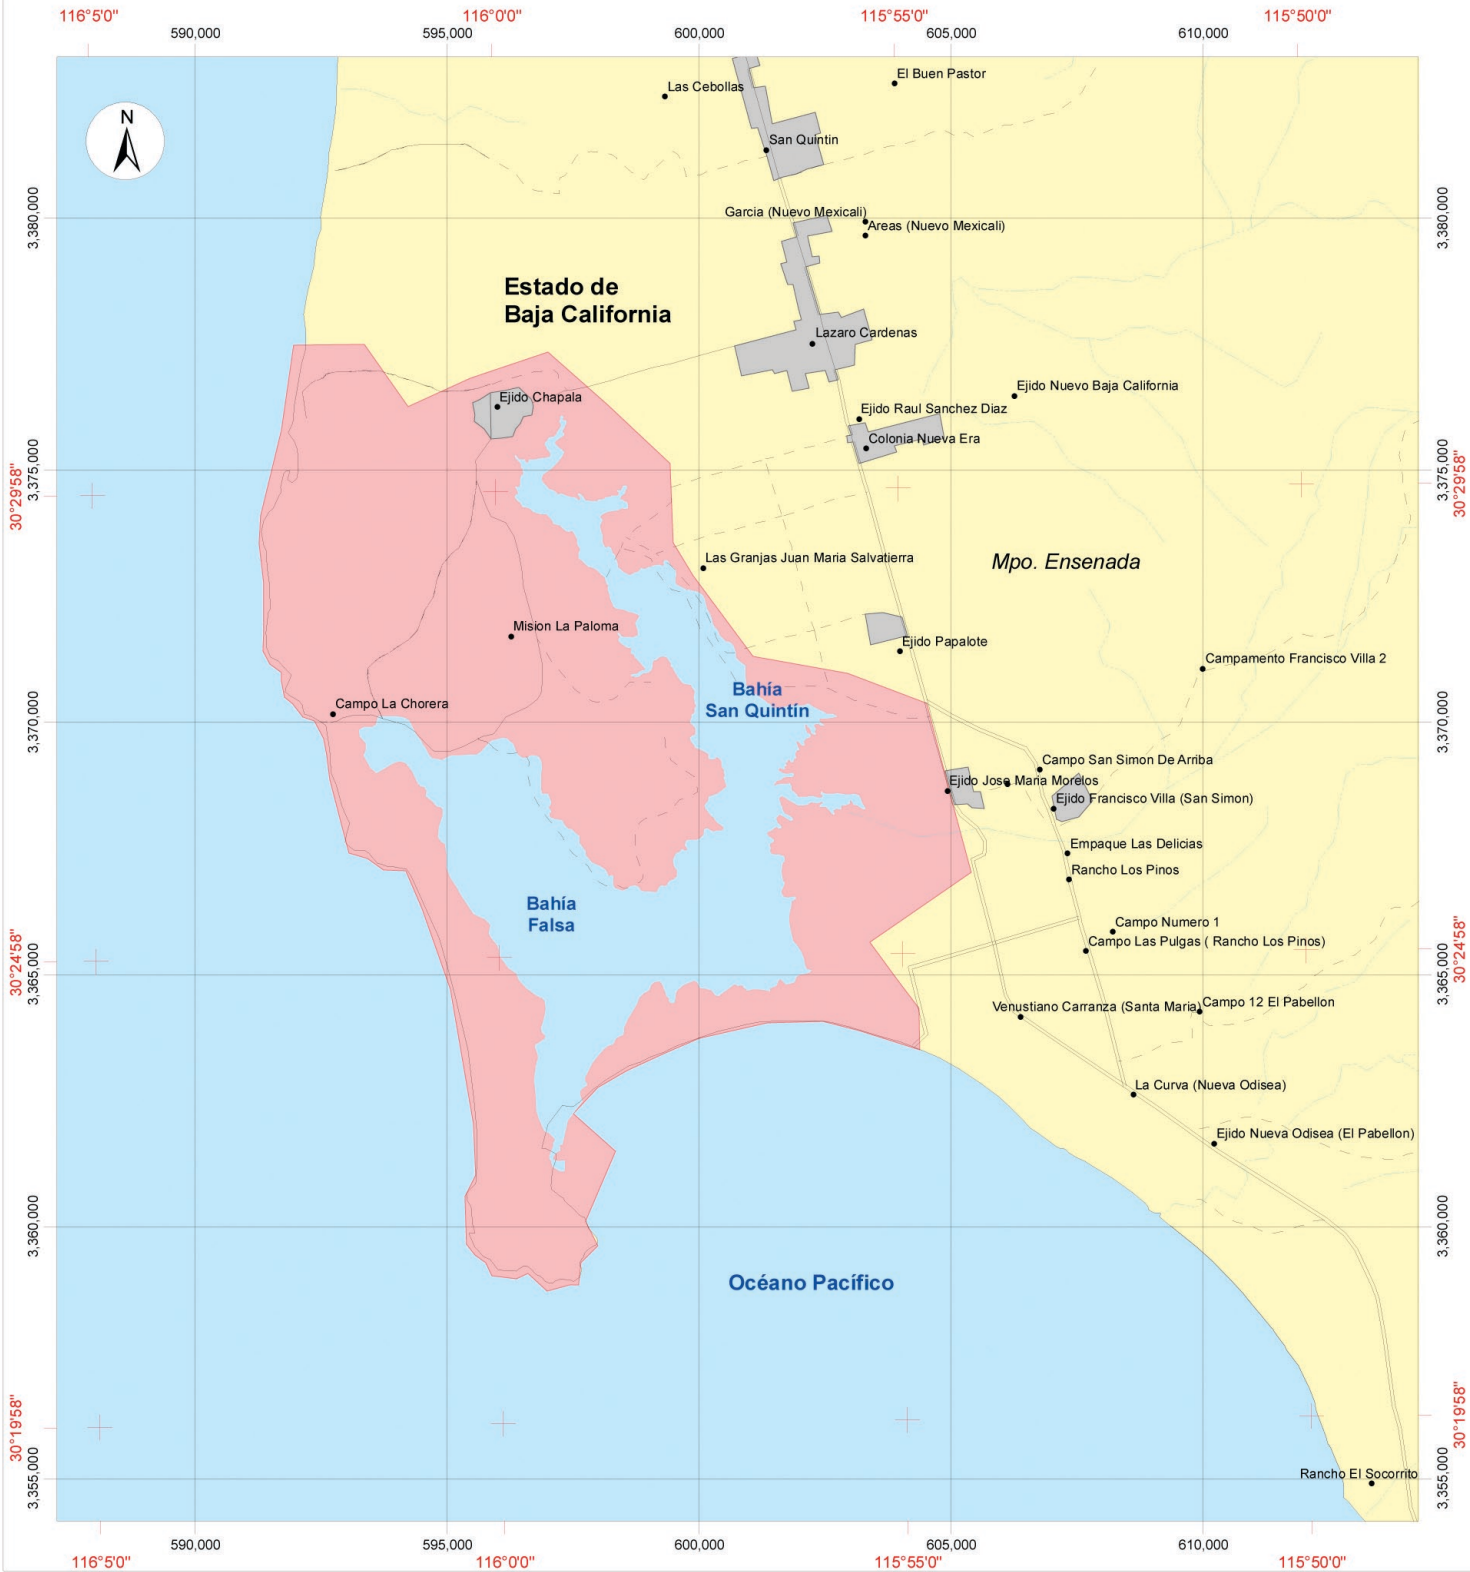 116°5'0"
116°0'0"
115°55'0"
115°50'0"
590,000
595,000
600,000
605,000
610,000
N
Las Cebollas
El Buen Pastor
San Quintin
Garcia (Nuevo Mexicali)
Areas (Nuevo Mexicali)
3,380,000
3,380,000
Estado de
Baja California
Lazaro Cardenas
Ejido Nuevo Baja California
Ejido Chapala
Ejido Raul Sanchez Diaz
Colonia Nueva Era
3,375,000
3,375,000
30°29'58"
30°29'58"
Las Granjas Juan Maria Salvatierra
Mpo. Ensenada
Mision La Paloma
Ejido Papalote
Campamento Francisco Villa 2
Bahía
San Quintín
Campo La Chorera
3,370,000
3,370,000
Campo San Simon De Arriba
Ejido Jose Maria Morelos
Ejido Francisco Villa (San Simon)
Empaque Las Delicias
Rancho Los Pinos
Bahía
Falsa
Campo Numero 1
Campo Las Pulgas ( Rancho Los Pinos)
30°24'58"
30°24'58"
3,365,000
3,365,000
Venustiano Carranza (Santa Maria)
Campo 12 El Pabellon
La Curva (Nueva Odisea)
Ejido Nueva Odisea (El Pabellon)
3,360,000
3,360,000
Océano Pacífico
30°19'58"
30°19'58"
Rancho El Socorrito
3,355,000
3,355,000
590,000
595,000
600,000
605,000
610,000
116°5'0"
116°0'0"
115°55'0"
115°50'0"